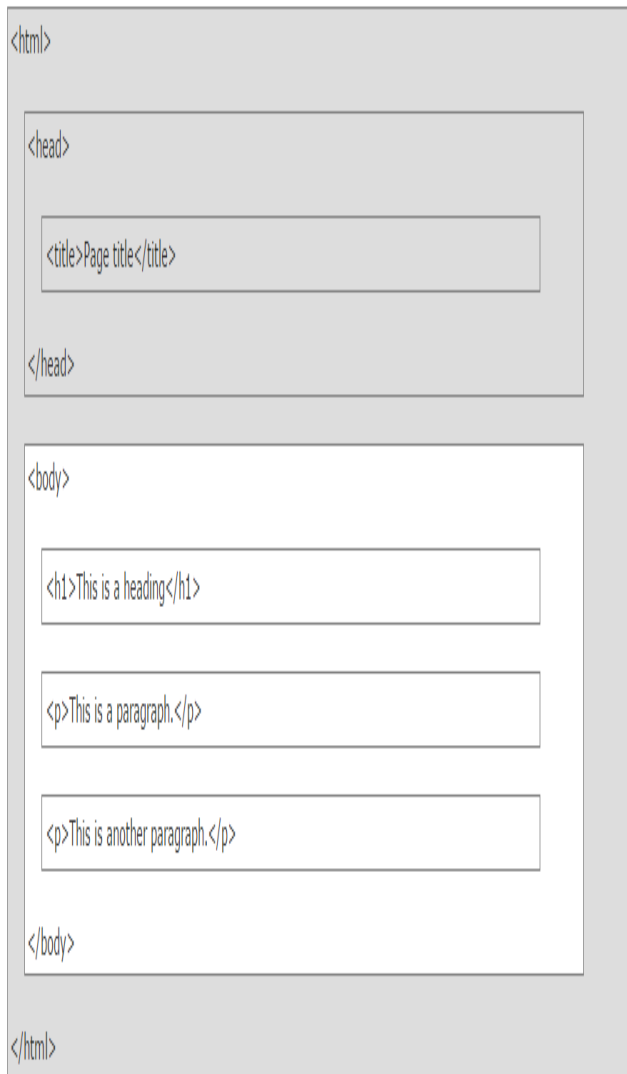 <html>
<head>
<title>Page title</title>
</head>
<body>
<h1>This is a heading</h1>
<p>This is a paragraph.</p>
<p>This is another paragraph.</p>
</body>
</html>